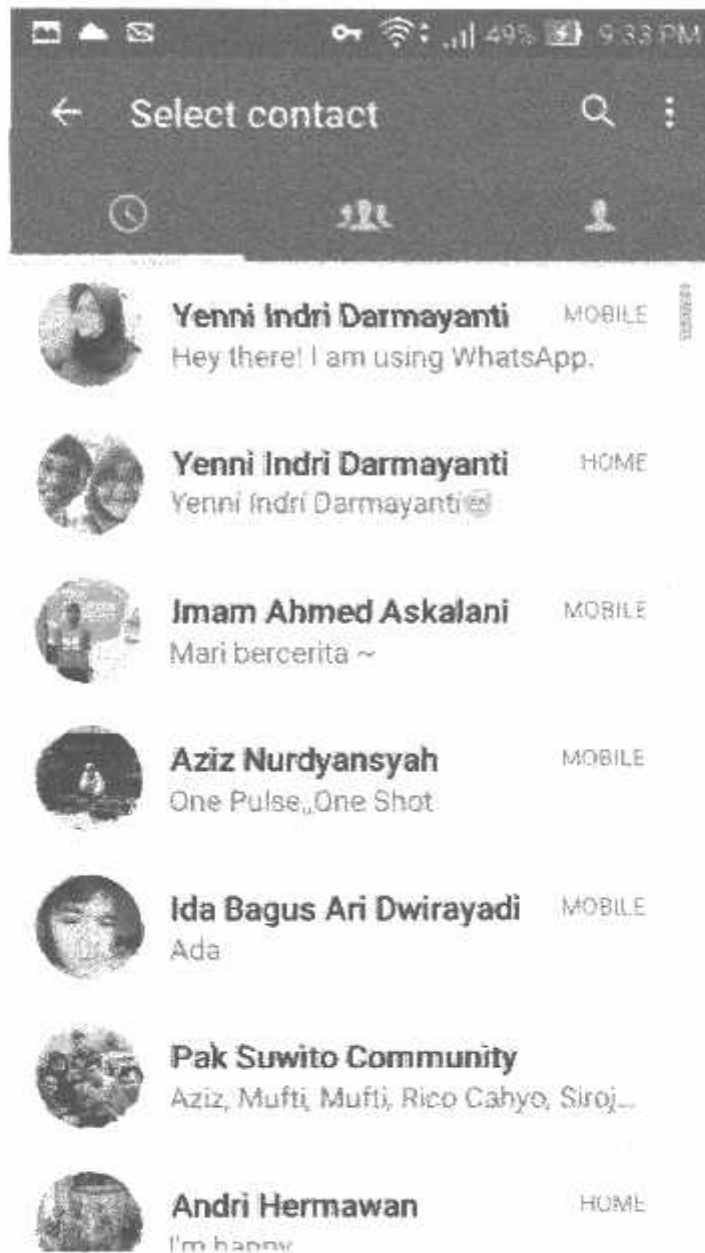 49% 9:33 PM
Select contact
Yenni Indri Darmayanti MOBILE
Hey there! I am using WhatsApp.
Yenni Indri Darmayanti HOME
Yenni Indri Darmayanti
Imam Ahmed Askalani MOBILE
Mari bercerita ~
Aziz Nurdyansyah MOBILE
One Pulse,,One Shot
Ida Bagus Ari Dwirayadi MOBILE
Ada
Pak Suwito Community
Aziz, Mufti, Mufti, Rico Cahyo, Siroj...
Andri Hermawan HOME
I'm happy